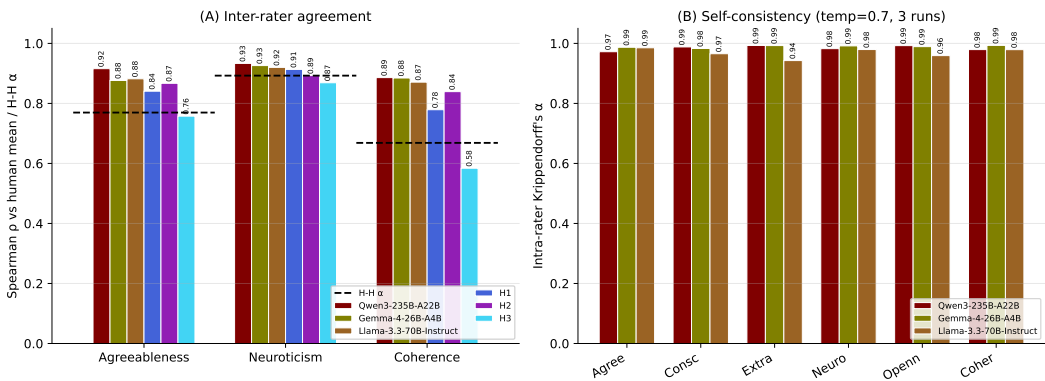 (A) Inter-rater agreement
Spearman ρ vs human mean / H-H α
1.0
0.8
0.6
0.4
0.2
0.0
0.92
0.88
0.88
0.84
0.87
0.76
0.93
0.93
0.92
0.91
0.89
0.87
0.89
0.88
0.87
0.78
0.84
0.58
H-H α
Qwen3-235B-A22B
Gemma-4-26B-A4B
Llama-3.3-70B-Instruct
H1
H2
H3
Agreeableness
Neuroticism
Coherence
(B) Self-consistency (temp=0.7, 3 runs)
Intra-rater Krippendorff's α
1.0
0.8
0.6
0.4
0.2
0.0
0.97
0.99
0.99
0.99
0.98
0.97
0.99
0.99
0.94
0.98
0.99
0.98
0.99
0.99
0.96
0.98
0.99
0.98
Qwen3-235B-A22B
Gemma-4-26B-A4B
Llama-3.3-70B-Instruct
Agree
Consc
Extra
Neuro
Openn
Coher